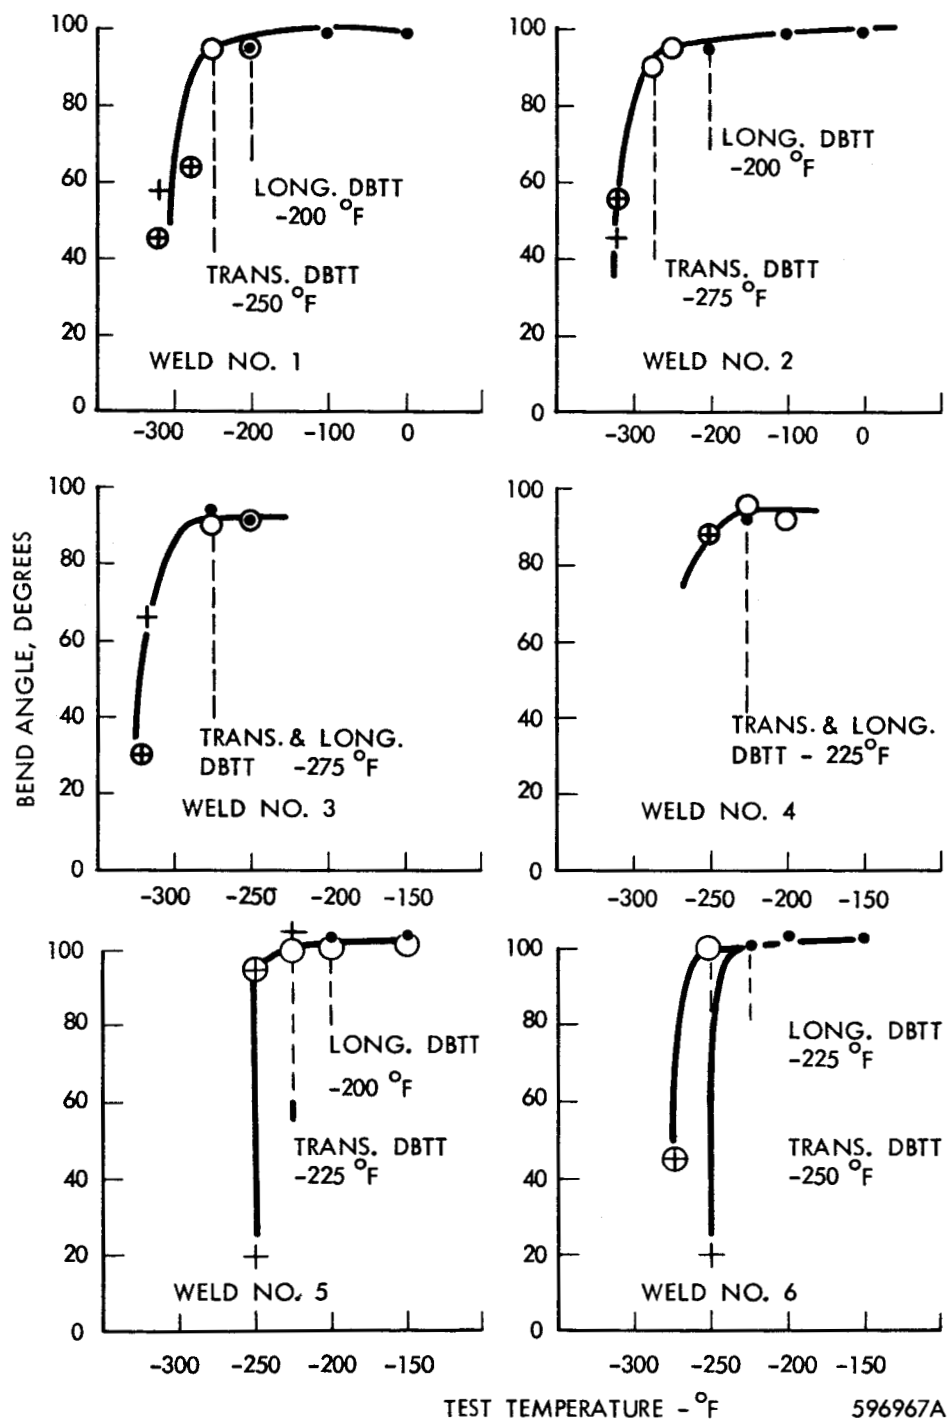 100
80
60
40
20
0
LONG. DBTT
-200 °F
TRANS. DBTT
-250 °F
WELD NO. 1
-300 -200 -100 0
100
80
60
40
20
0
LONG. DBTT
-200 °F
TRANS. DBTT
-275 °F
WELD NO. 2
-300 -200 -100 0
BEND ANGLE, DEGREES
100
80
60
40
20
0
TRANS. & LONG.
DBTT -275 °F
WELD NO. 3
-300 -250 -200 -150
100
80
60
40
20
0
TRANS. & LONG.
DBTT - 225°F
WELD NO. 4
-300 -250 -200 -150
100
80
60
40
20
0
LONG. DBTT
-200 °F
TRANS. DBTT
-225 °F
WELD NO. 5
-300 -250 -200 -150
100
80
60
40
20
0
LONG. DBTT
-225 °F
TRANS. DBTT
-250 °F
WELD NO. 6
-300 -250 -200 -150
TEST TEMPERATURE - °F
596967A